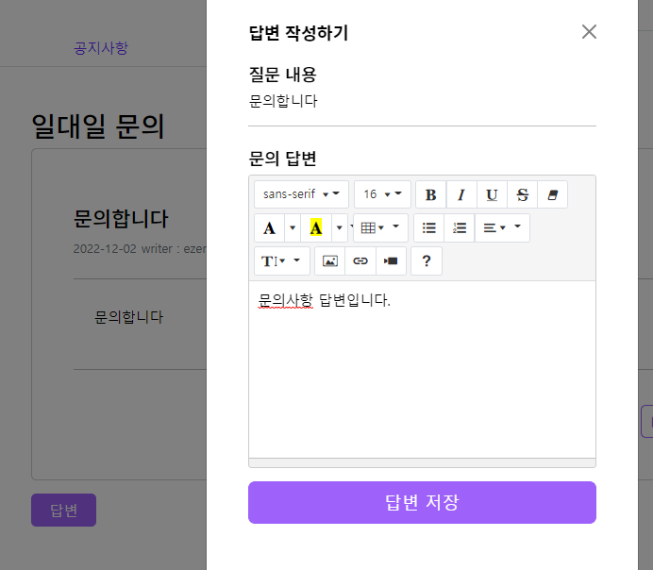 공지사항
일대일 문의
문의합니다
2022-12-02 writer : ezer
문의합니다
답변
답변 작성하기
질문 내용
문의합니다
문의 답변
sans-serif 16 B I U S
A A
T
?
문의사항 답변입니다.
답변 저장